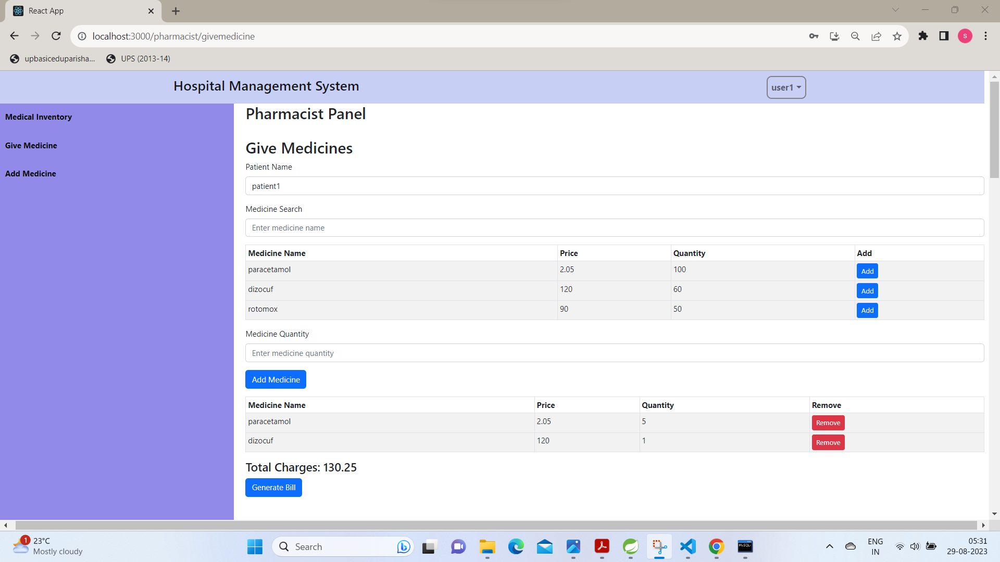 React App
localhost:3000/pharmacist/givemedicine
S
upbasiceduparisha... UPS (2013-14)
Hospital Management System
user1
Medical Inventory
Give Medicine
Add Medicine
Pharmacist Panel
Give Medicines
Patient Name
patient1
Medicine Search
Enter medicine name
Medicine Name Price Quantity Add
paracetamol 2.05 100 Add
dizocuf 120 60 Add
rotomox 90 50 Add
Medicine Quantity
Enter medicine quantity
Add Medicine
Medicine Name Price Quantity Remove
paracetamol 2.05 5 Remove
dizocuf 120 1 Remove
Total Charges: 130.25
Generate Bill
1
23°C
Mostly cloudy
Search
MySQL
ENG
IN
05:31
29-08-2023